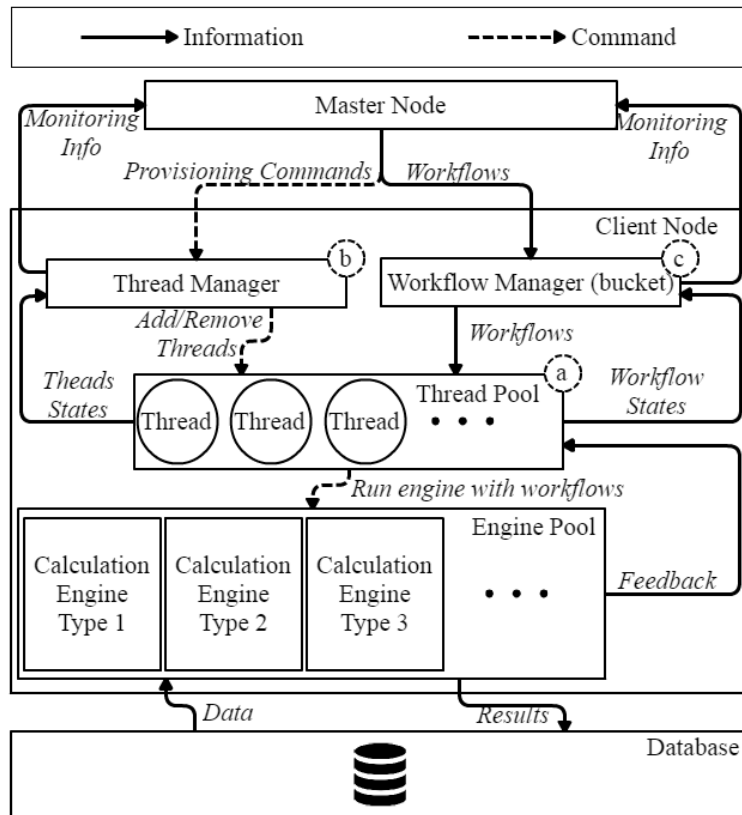 Information
Command
Master Node
Monitoring
Info
Monitoring
Info
Provisioning Commands
Workflows
Client Node
b
c
Thread Manager
Workflow Manager (bucket)
Add/Remove
Threads
Workflows
a
Theads
States
Thread Pool
Workflow
States
Thread
Thread
Thread
Run engine with workflows
Engine Pool
Calculation
Engine
Type 1
Calculation
Engine
Type 2
Calculation
Engine
Type 3
Feedback
Data
Results
Database